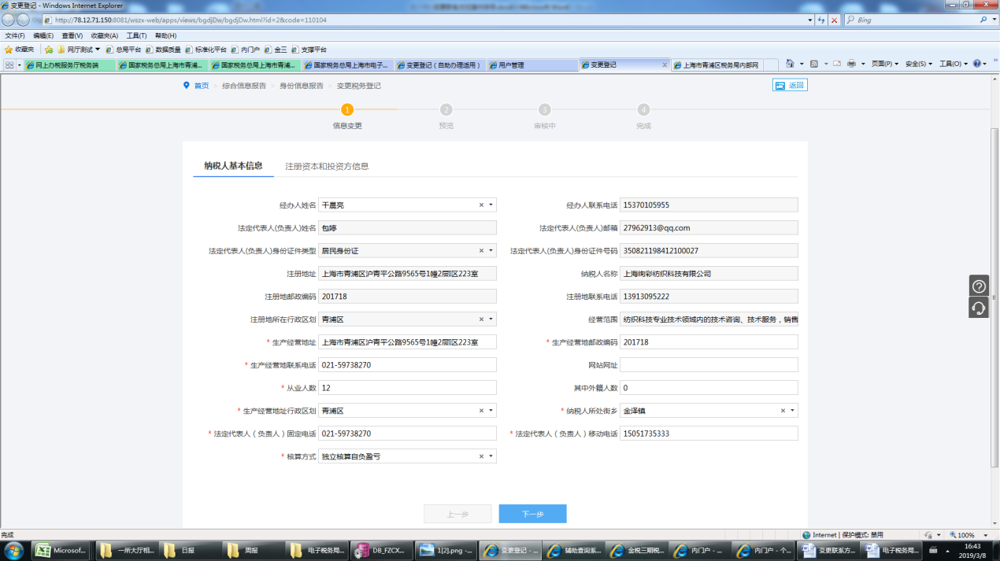 变更登记 - Windows Internet Explorer
http://78.12.71.150:8081/wszx-web/apps/views/bgdjDw/bgdjDw.html?id=2&code=110104
Bing
文件(F) 编辑(E) 查看(V) 收藏夹(A) 工具(T) 帮助(H)
收藏夹 网厅测试 总局平台 数据质量 标准化平台 内门户 金三 支撑平台
网上办税服务厅税务端 国家税务总局上海市青浦... 国家税务总局上海市青浦... 国家税务总局上海市电子... 变更登记（自助办理适用） 用户管理 变更登记 上海市青浦区税务局内部网 页面(P) 安全(S) 工具(O)
首页 > 综合信息报告 > 身份信息报告 > 变更税务登记 返回
1 2 3 4
信息变更 预览 审核中 完成
纳税人基本信息 注册资本和投资方信息
经办人姓名 干晨亮 经办人联系电话 15370105955
法定代表人(负责人)姓名 包婷 法定代表人(负责人)邮箱 27962913@qq.com
法定代表人(负责人)身份证件类型 居民身份证 法定代表人(负责人)身份证件号码 350821198412100027
注册地址 上海市青浦区沪青平公路9565号1幢2层I区223室 纳税人名称 上海绚彩纺织科技有限公司
注册地邮政编码 201718 注册地联系电话 13913095222
注册地所在行政区划 青浦区 经营范围 纺织科技专业技术领域内的技术咨询、技术服务，销售
* 生产经营地址 上海市青浦区沪青平公路9565号1幢2层I区223室 * 生产经营地邮政编码 201718
* 生产经营地联系电话 021-59738270 网站网址
* 从业人数 12 其中外籍人数 0
* 生产经营地址行政区划 青浦区 * 纳税人所处街乡 金泽镇
* 法定代表人（负责人）固定电话 021-59738270 * 法定代表人（负责人）移动电话 15051735333
* 核算方式 独立核算自负盈亏
上一步 下一步
完成 Internet | 保护模式: 禁用 100%
Microsof... 一所大厅相... 日报 周报 电子税务局... DB_FZCX... 1[2].png -... 变更登记 - ... 辅助查询系... 金税三期税... 内门户 - ... 内门户 - 个... 变更联系方... 电子税务局... 16:43
2019/3/8